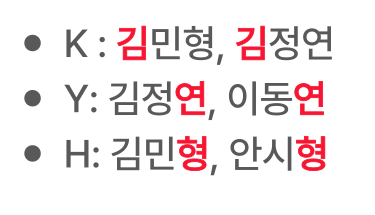 • K : 김민형, 김정연
• Y: 김정연, 이동연
• H: 김민형, 안시형